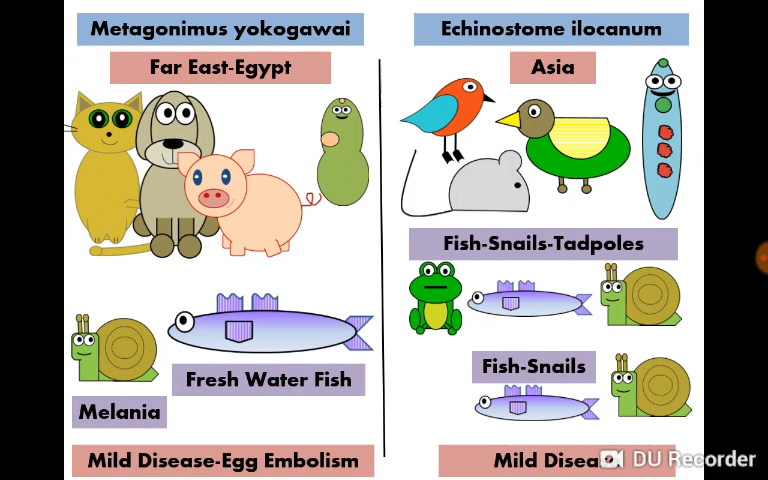 Metagonimus yokogawai
Far East-Egypt
Melania
Fresh Water Fish
Mild Disease-Egg Embolism
Echinostome ilocanum
Asia
Fish-Snails-Tadpoles
Fish-Snails
Mild
DU Recorder